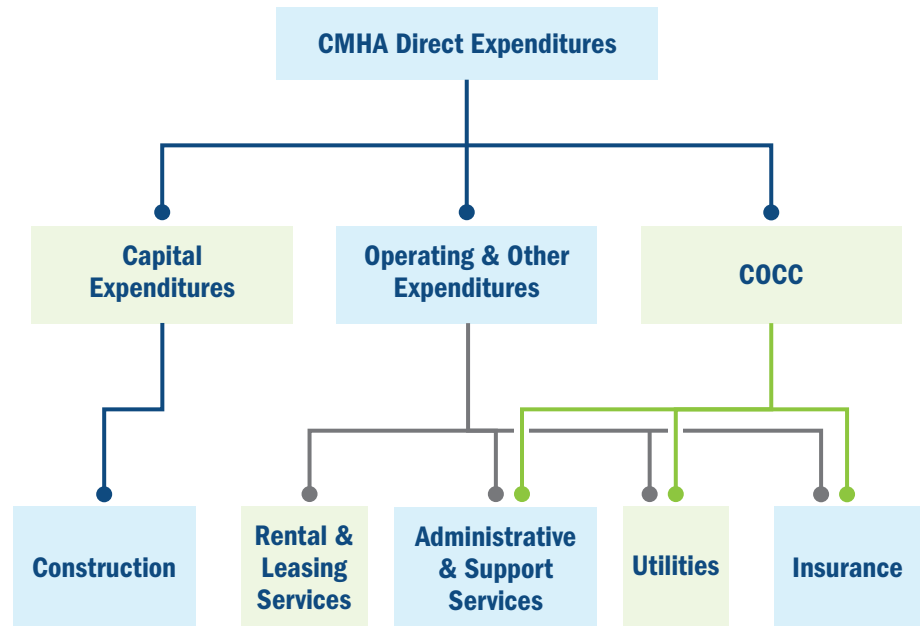 CMHA Direct Expenditures
Capital
Expenditures
Operating & Other
Expenditures
COCC
Construction
Rental &
Leasing
Services
Administrative
& Support
Services
Utilities
Insurance